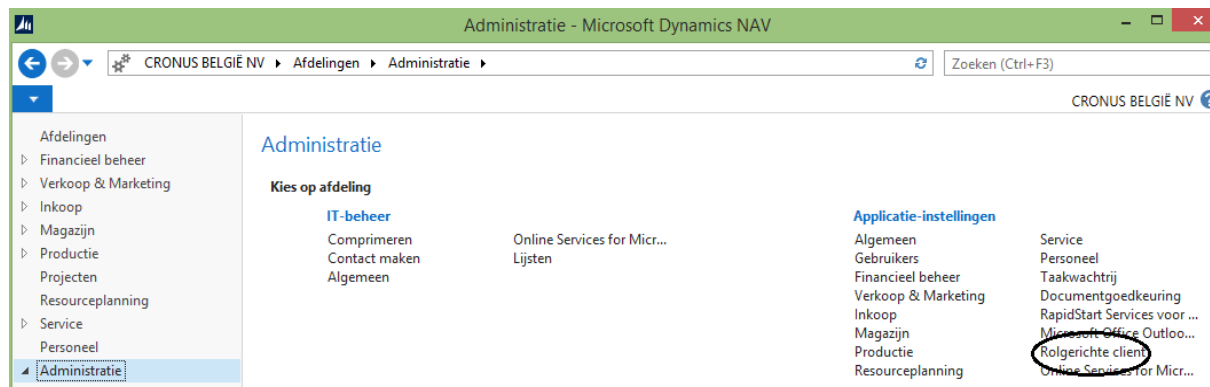 Administratie - Microsoft Dynamics NAV
CRONUS BELGIË NV ▸ Afdelingen ▸ Administratie ▸
Zoeken (Ctrl+F3)
CRONUS BELGIË NV
Afdelingen
Financieel beheer
Verkoop & Marketing
Inkoop
Magazijn
Productie
Projecten
Resourceplanning
Service
Personeel
Administratie
Administratie
Kies op afdeling
IT-beheer
Comprimeren
Contact maken
Algemeen
Online Services for Micr...
Lijsten
Applicatie-instellingen
Algemeen
Gebruikers
Financieel beheer
Verkoop & Marketing
Inkoop
Magazijn
Productie
Resourceplanning
Service
Personeel
Taakwachtrij
Documentgoedkeuring
RapidStart Services voor ...
Microsoft Office Outloo...
Rolgerichte client
Online Services for Micr...